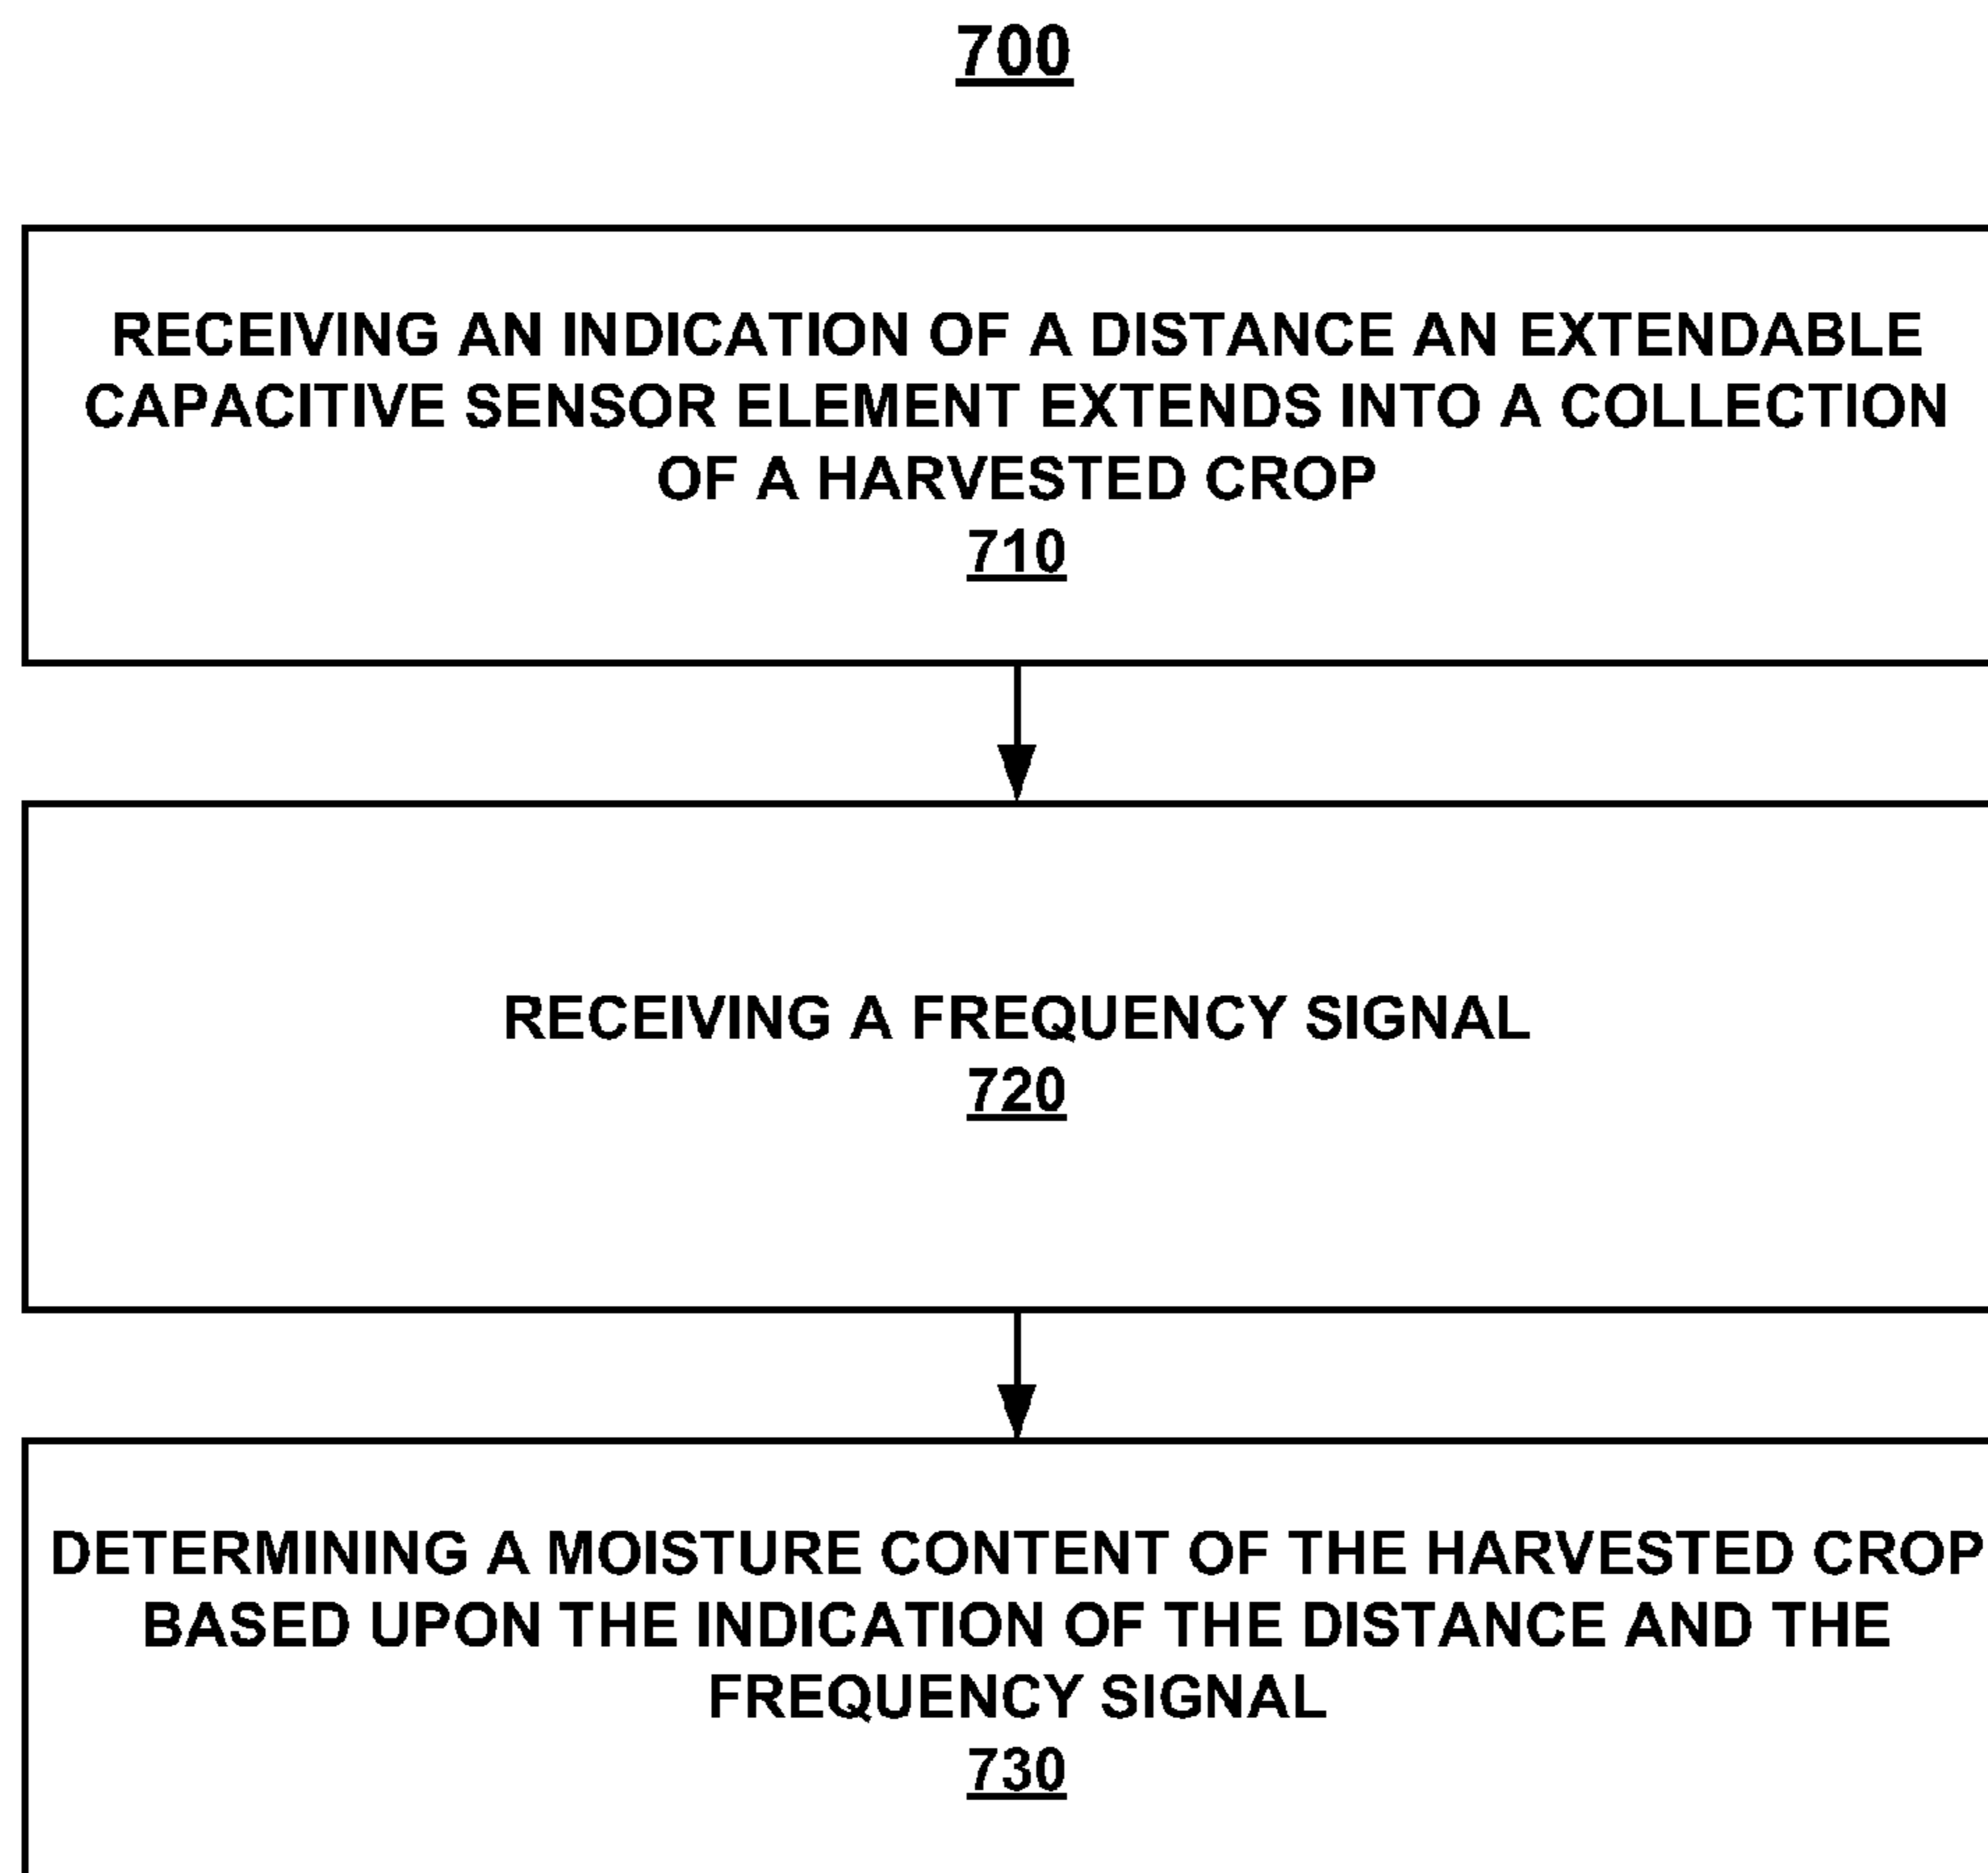 700
RECEIVING AN INDICATION OF A DISTANCE AN EXTENDABLE
CAPACITIVE SENSOR ELEMENT EXTENDS INTO A COLLECTION
OF A HARVESTED CROP
710
RECEIVING A FREQUENCY SIGNAL
720
DETERMINING A MOISTURE CONTENT OF THE HARVESTED CROP
BASED UPON THE INDICATION OF THE DISTANCE AND THE
FREQUENCY SIGNAL
730